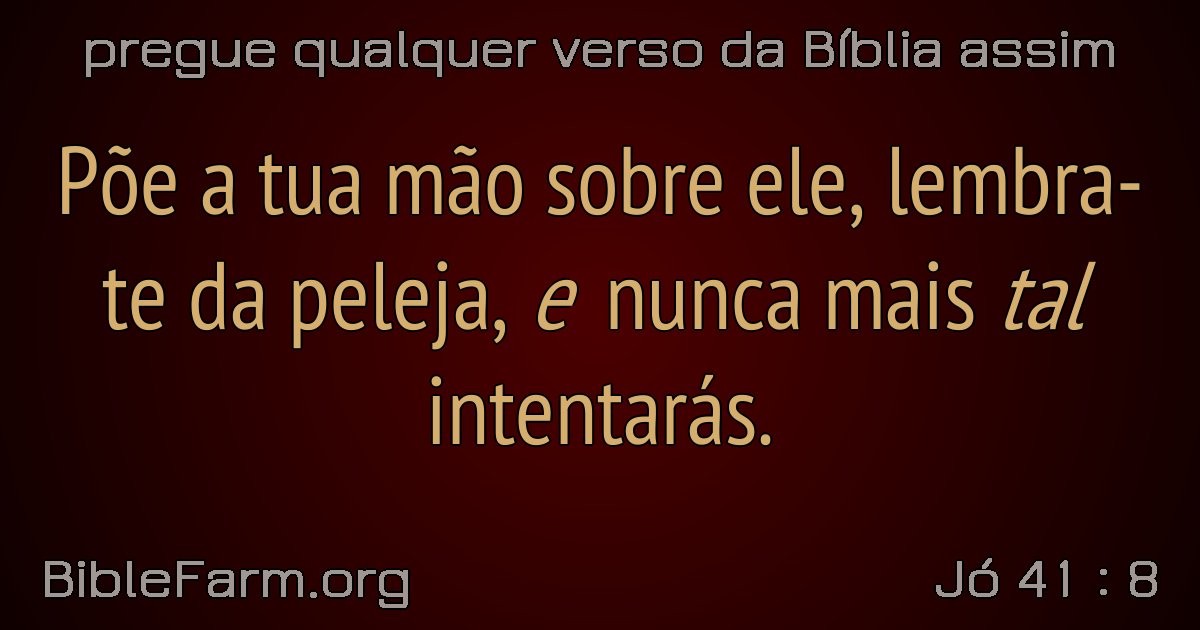 pregue qualquer verso da Bíblia assim
Põe a tua mão sobre ele, lembra-
te da peleja, e nunca mais tal
intentarás.
BibleFarm.org
Jó 41 : 8